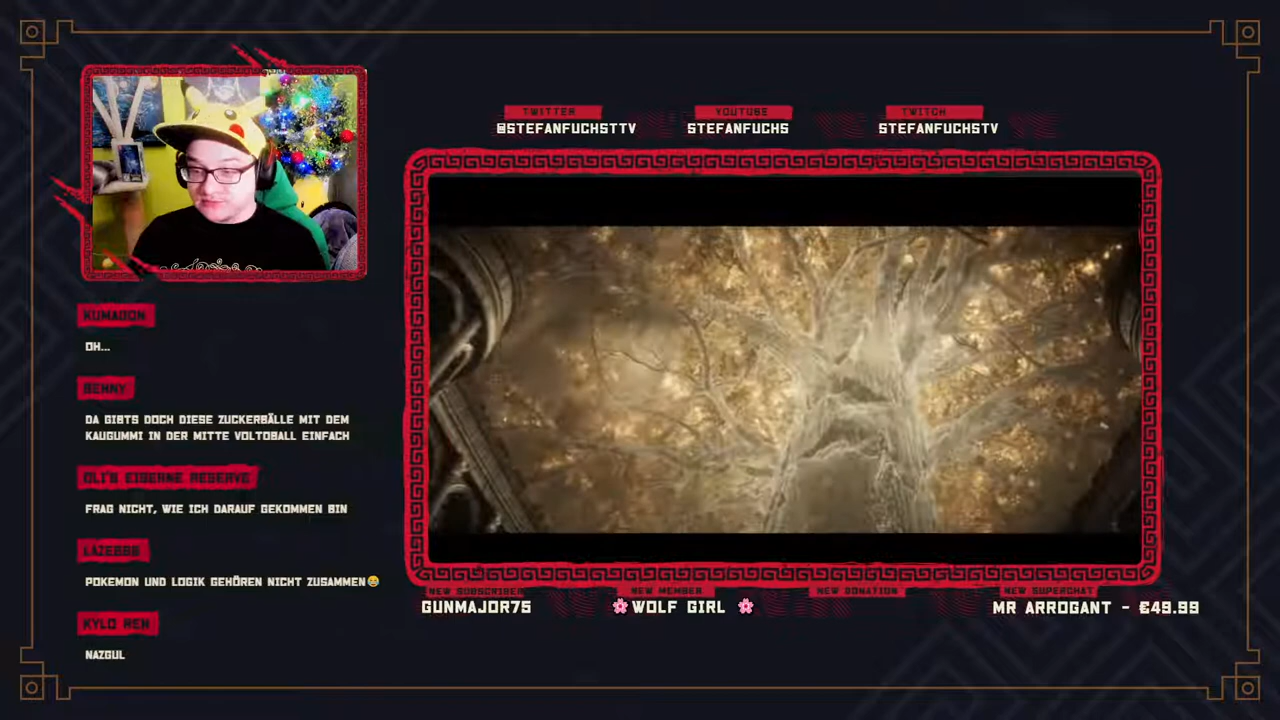 TWITTER
@STEFANFUCHSTTV
YOUTUBE
STEFANFUCHS
TWITCH
STEFANFUCHSTV
KUMADON
OH...
BENNY
DA GIBTS DOCH DIESE ZUCKERBÄLLE MIT DEM
KAUGUMMI IN DER MITTE VOLTOBALL EINFACH
OLI'S EISERNE RESERVE
FRAG NICHT, WIE ICH DARAUF GEKOMMEN BIN
POKEMON UND LOGIK GEHÖREN NICHT ZUSAMMEN😂
KYLO REN
NAZGUL
NEW SUBSCRIBER
GUNMAJOR75
NEW MEMBER
🌸WOLF GIRL 🌸
NEW DONATION
NEW SUPERCHAT
MR ARROGANT - €49.99